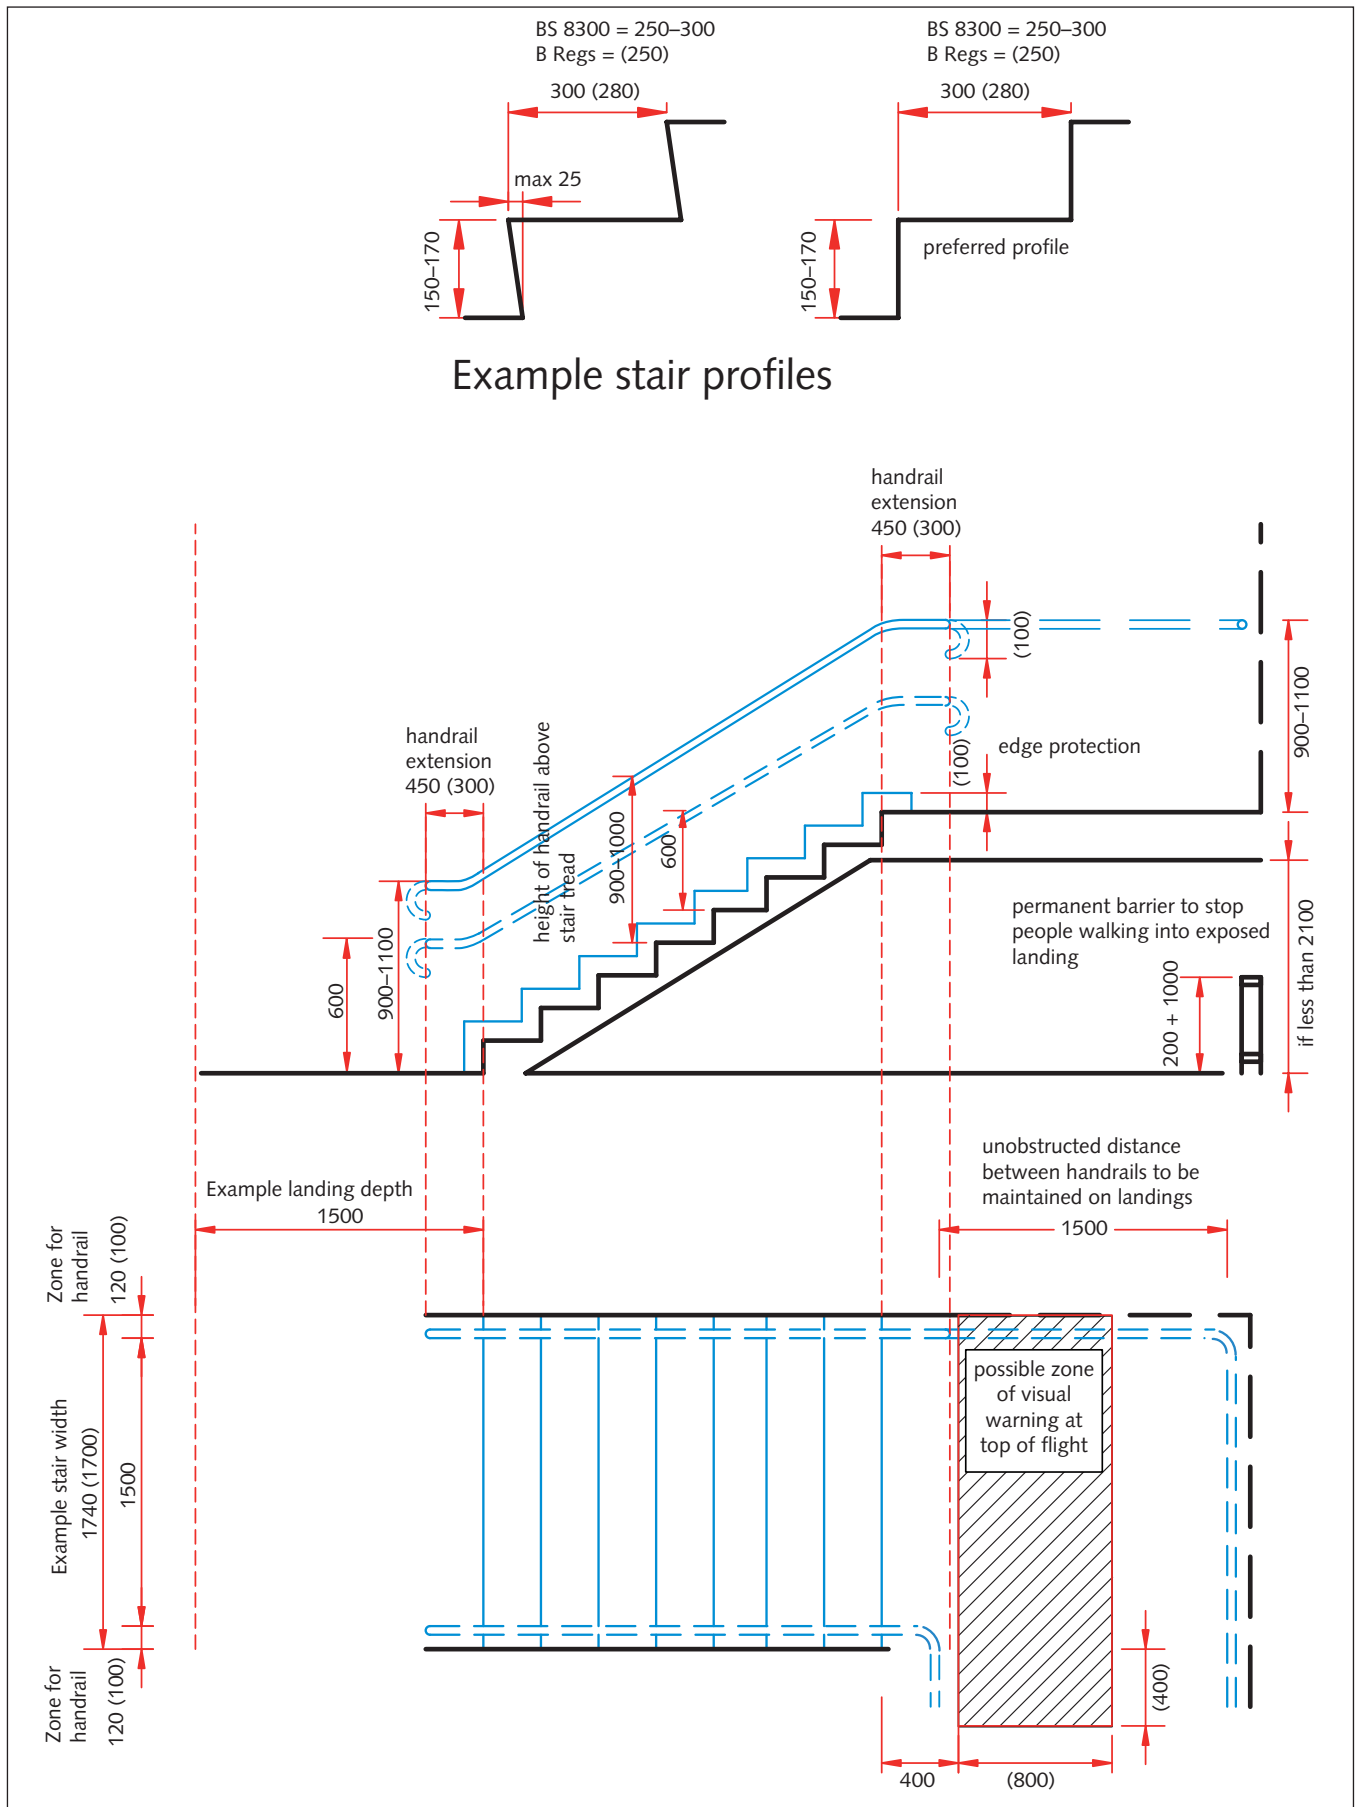 BS 8300 = 250–300
B Regs = (250)
300 (280)
max 25
150–170
BS 8300 = 250–300
B Regs = (250)
300 (280)
150–170
preferred profile
Example stair profiles
handrail
extension
450 (300)
(100)
900–1100
handrail
extension
450 (300)
height of handrail above
stair tread
900–1000
600
(100)
edge protection
600
900–1100
permanent barrier to stop
people walking into exposed
landing
200 + 1000
if less than 2100
Example landing depth
1500
unobstructed distance
between handrails to be
maintained on landings
1500
Zone for
handrail
120 (100)
Example stair width
1740 (1700)
1500
possible zone
of visual
warning at
top of flight
Zone for
handrail
120 (100)
(400)
400
(800)